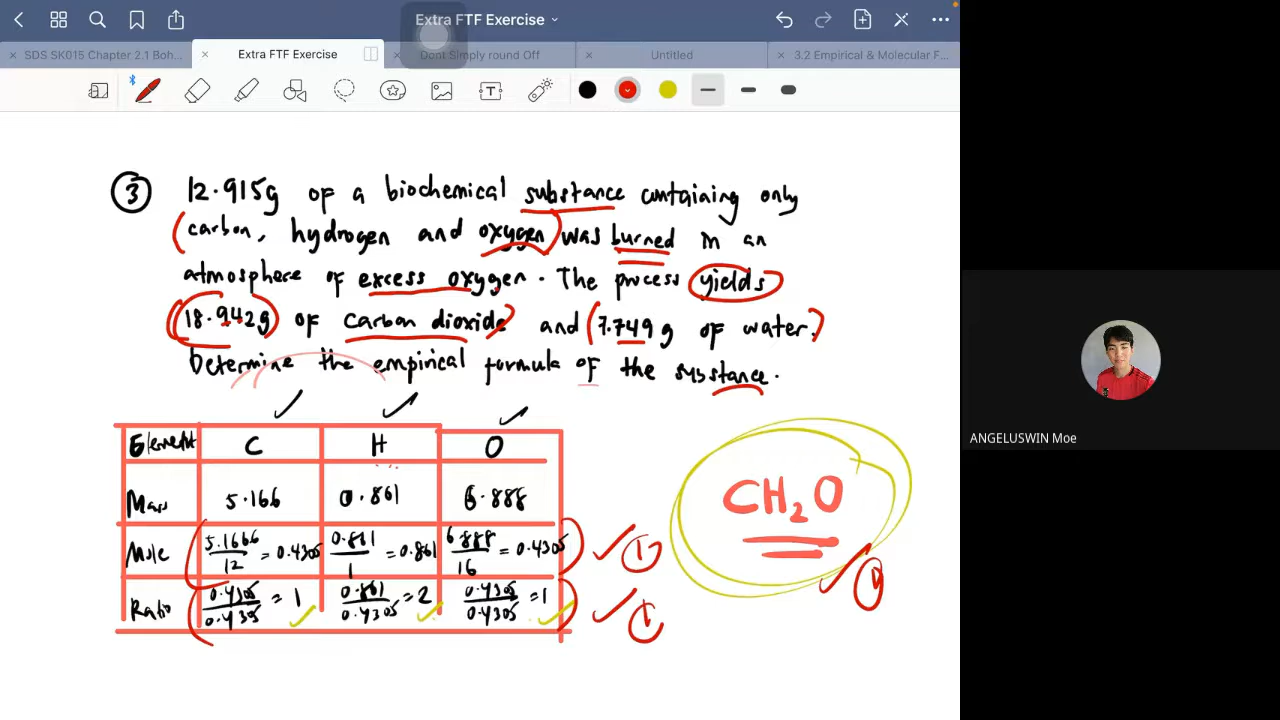 Extra FTF Exercise
SDS SK015 Chapter 2.1 Boh...
Extra FTF Exercise
Dont Simply round Off
Untitled
3.2 Empirical & Molecular F...
3 12.915g of a biochemical substance containing only
(carbon, hydrogen and oxygen) was burned in an
atmosphere of excess oxygen. The process yields
18.942g of carbon dioxide and (7.749g of water.)
Determine the empirical formula of the substance.
Element C H O
Mass 5.166 0.861 6.888
Mole 5.1666/12 = 0.4305 0.861/1 = 0.861 6.888/16 = 0.4305 1
Ratio 0.4305/0.4305 = 1 0.861/0.4305 = 2 0.4305/0.4305 = 1 1
CH₂O
ANGELUSWIN Moe